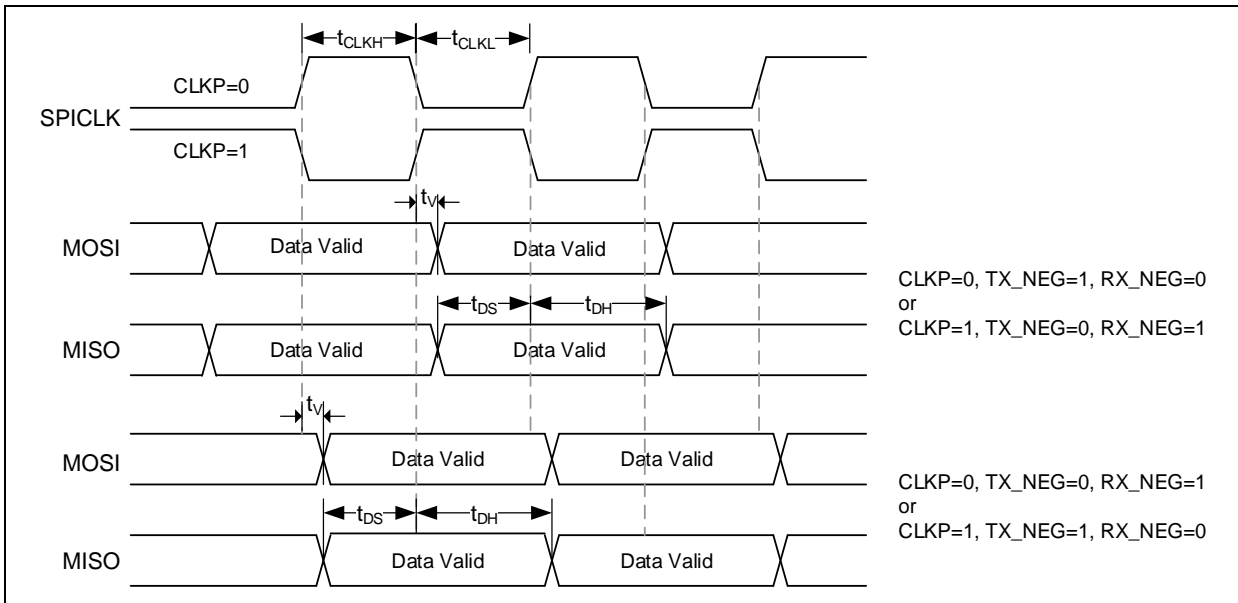 tCLKH
tCLKL
CLKP=0
SPICLK
CLKP=1
tV
MOSI
Data Valid
Data Valid
CLKP=0, TX_NEG=1, RX_NEG=0
or
CLKP=1, TX_NEG=0, RX_NEG=1
tDS
tDH
MISO
Data Valid
Data Valid
tV
MOSI
Data Valid
Data Valid
CLKP=0, TX_NEG=0, RX_NEG=1
or
CLKP=1, TX_NEG=1, RX_NEG=0
tDS
tDH
MISO
Data Valid
Data Valid